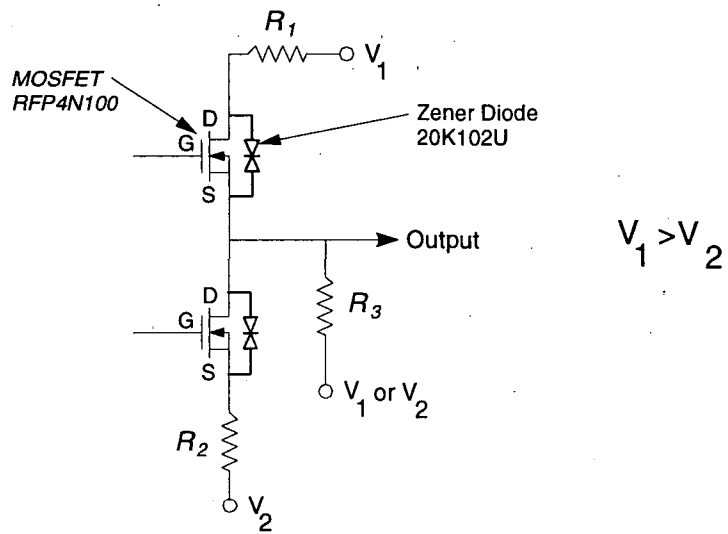 R1
V1
MOSFET
RFP4N100
D
G
S
Zener Diode
20K102U
Output
V1 >V2
D
G
S
R3
V1 or V2
R2
V2